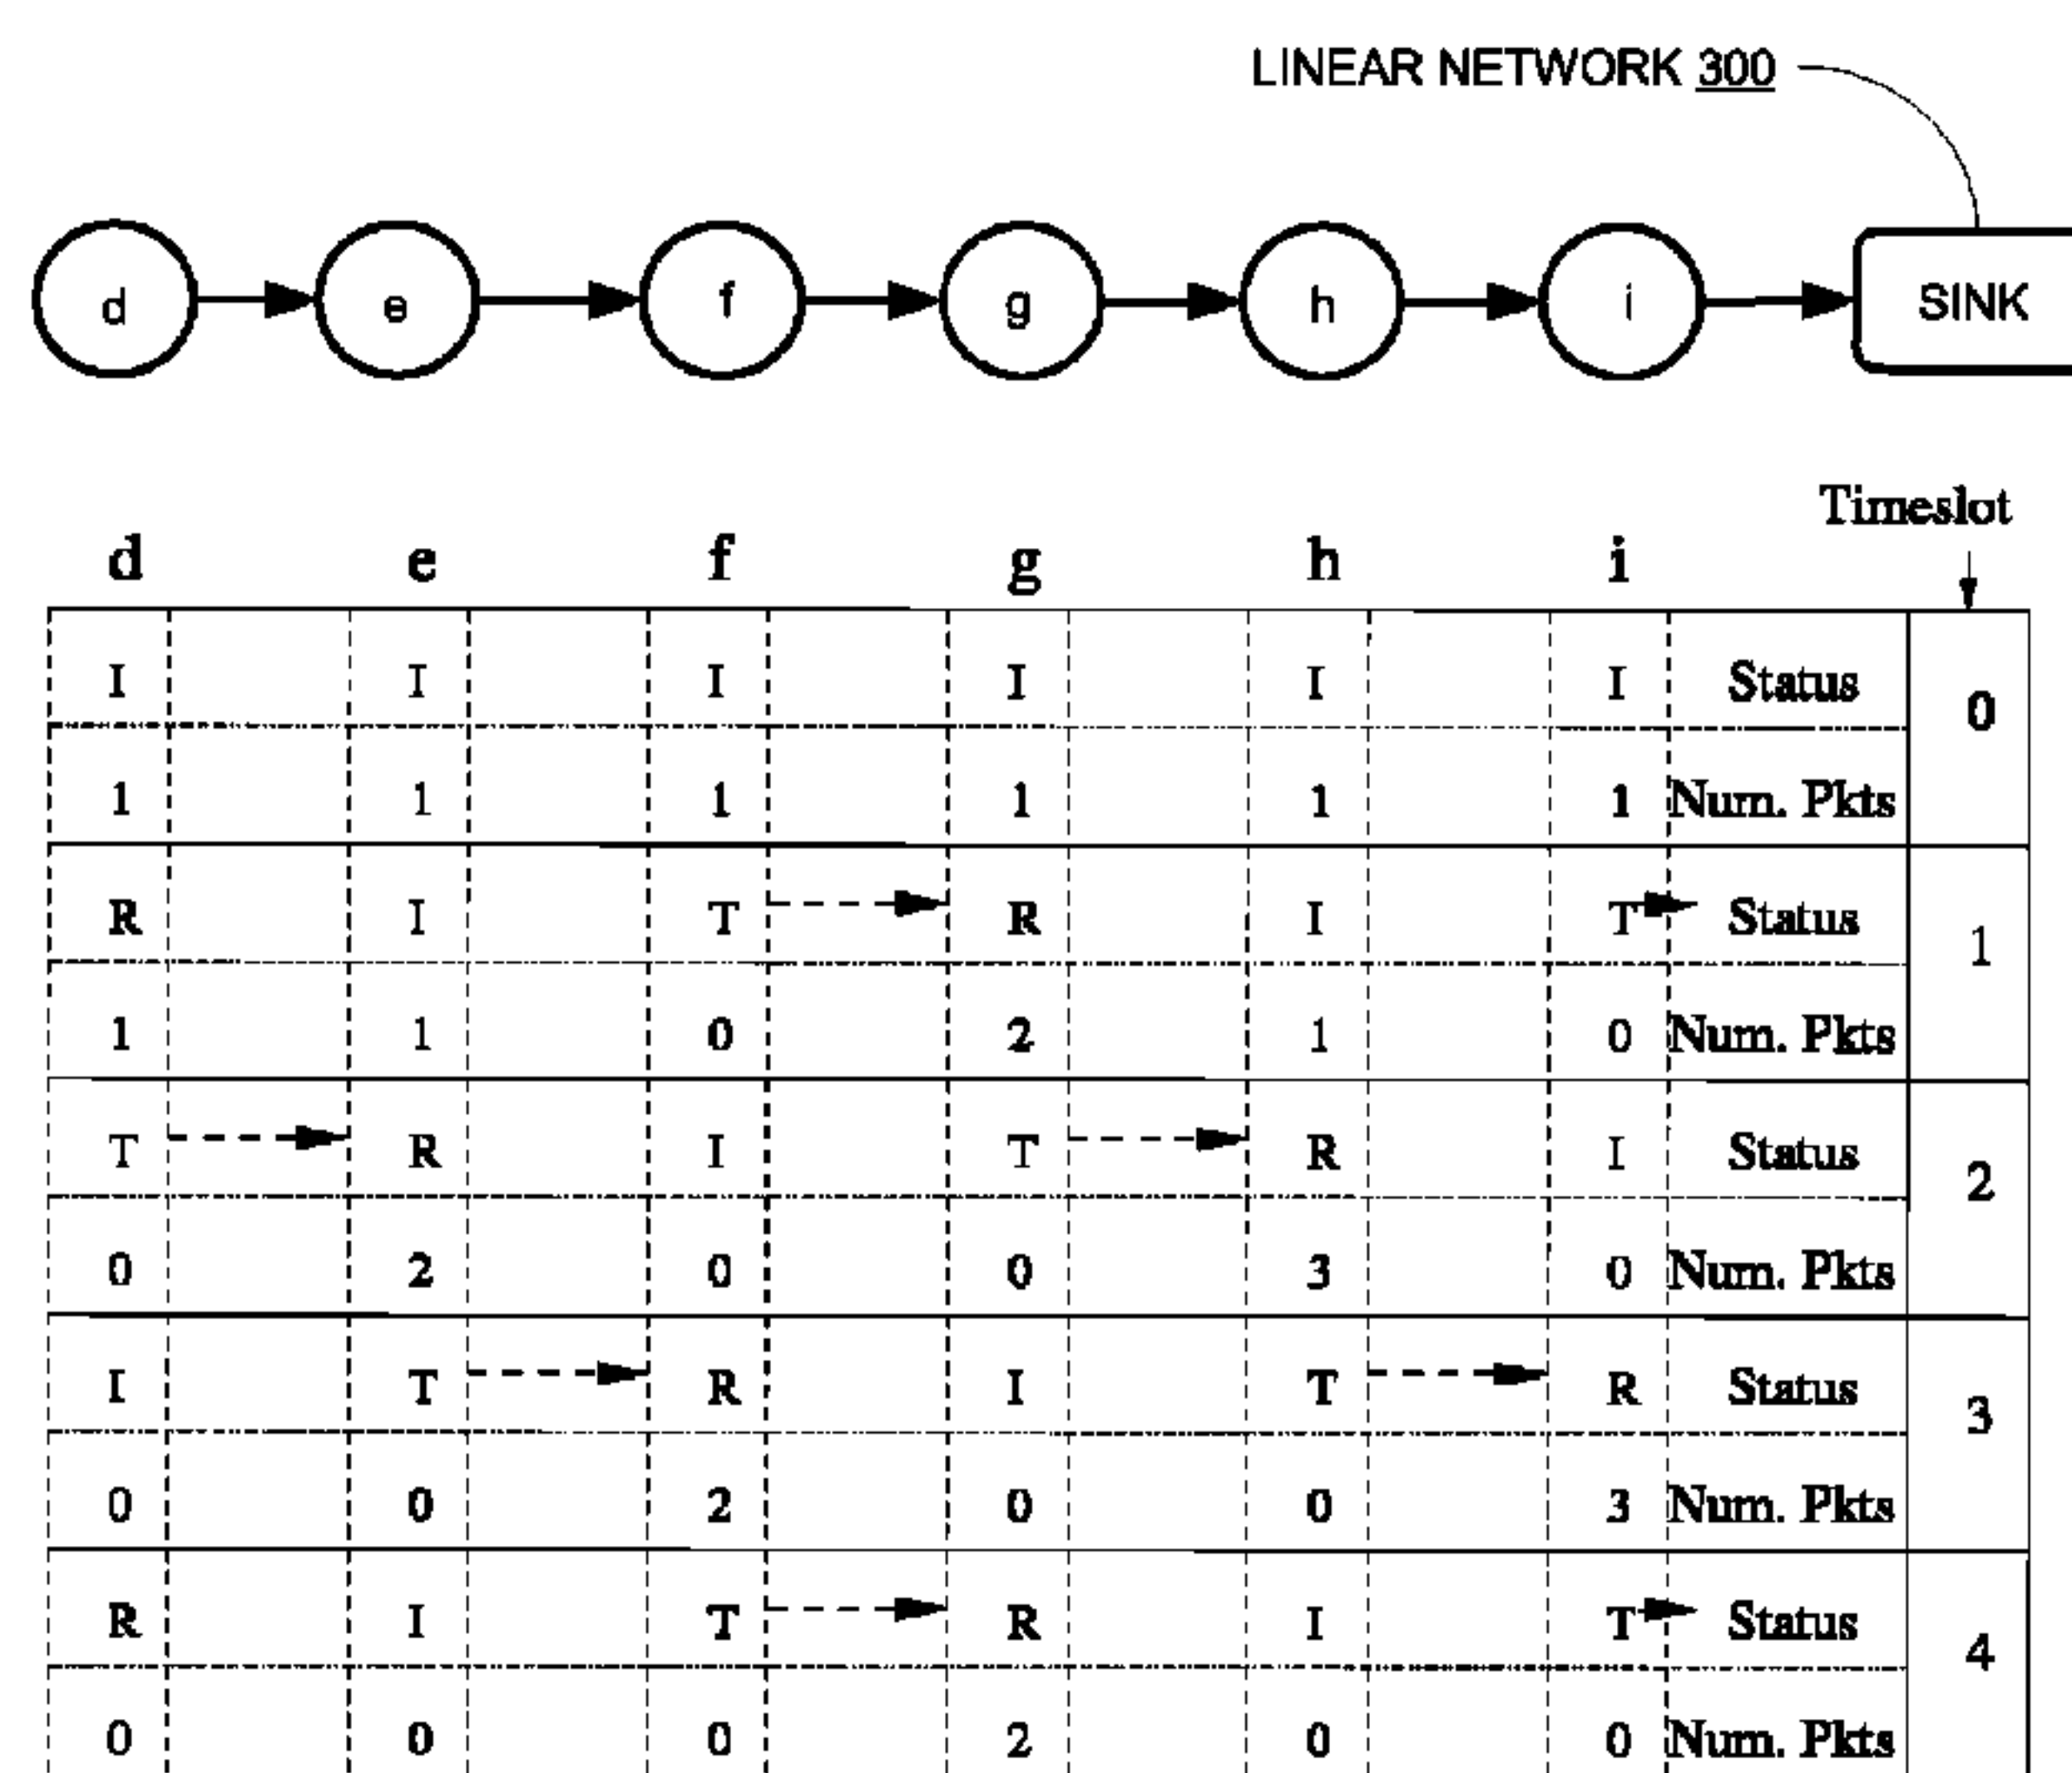 LINEAR NETWORK 300
d e f g h i SINK
Timeslot
d e f g h i
I I I I I I Status 0
1 1 1 1 1 1 Num. Pkts
R I T R I T Status 1
1 1 0 2 1 0 Num. Pkts
T R I T R I Status 2
0 2 0 0 3 0 Num. Pkts
I T R I T R Status 3
0 0 2 0 0 3 Num. Pkts
R I T R I T Status 4
0 0 0 2 0 0 Num. Pkts